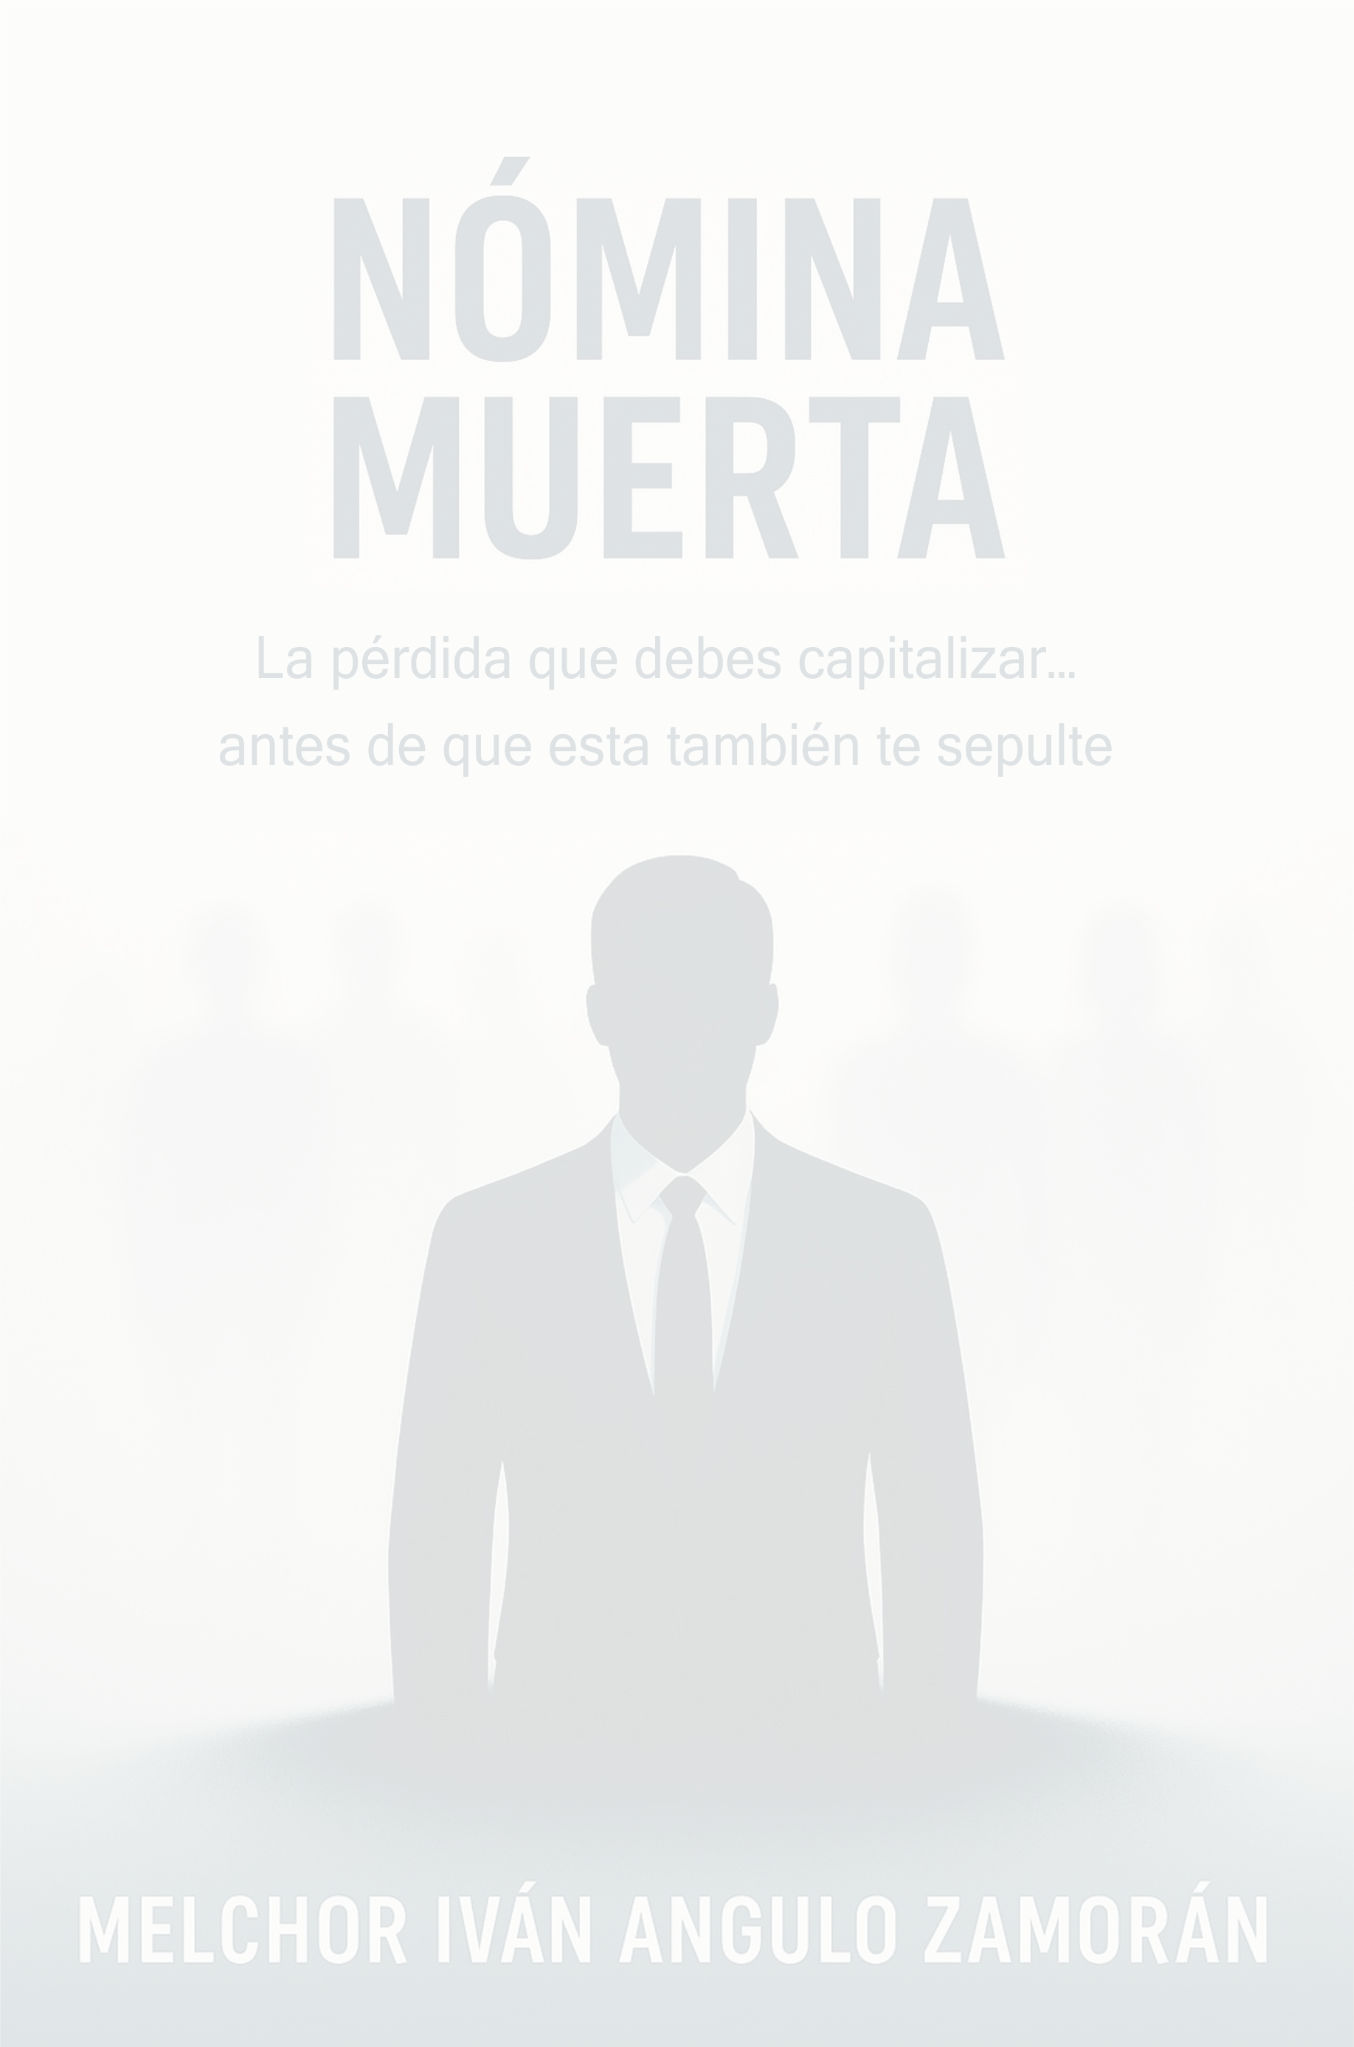 NÓMINA
MUERTA
La pérdida que debes capitalizar...
antes de que esta también te sepulte
MELCHOR IVÁN ANGULO ZAMORÁN